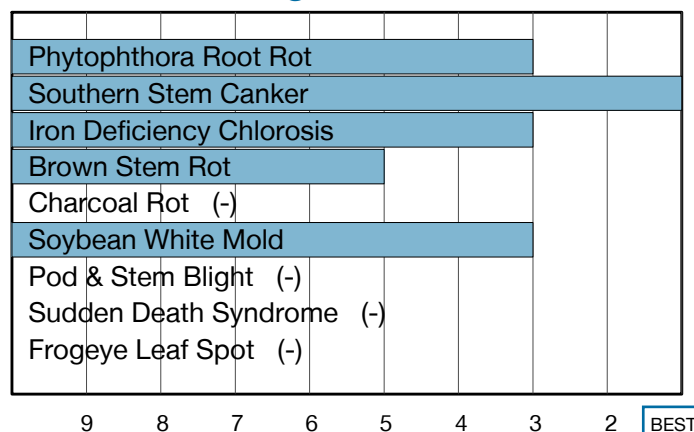 Phytophthora Root Rot
Southern Stem Canker
Iron Deficiency Chlorosis
Brown Stem Rot
Charcoal Rot (-)
Soybean White Mold
Pod & Stem Blight (-)
Sudden Death Syndrome (-)
Frogeye Leaf Spot (-)
9 8 7 6 5 4 3 2 BEST